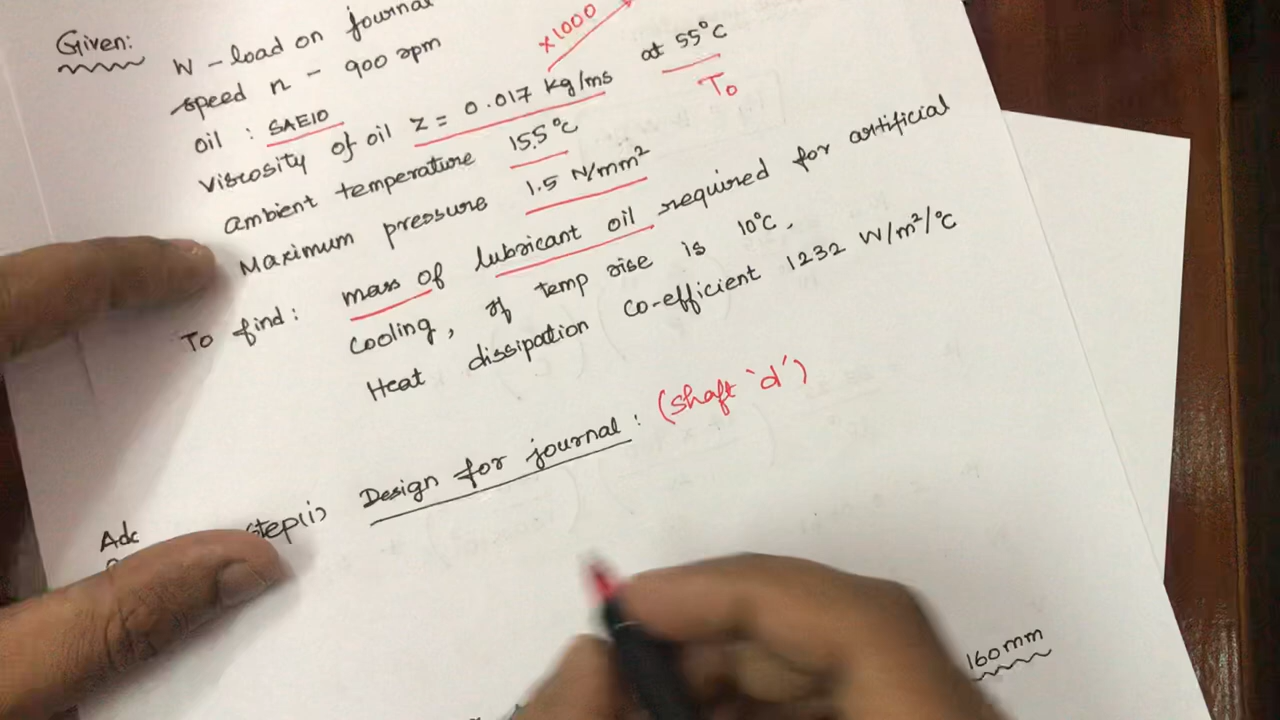 Given:
W - load on journal
speed n - 900 rpm
×1000
oil : SAE10
Viscosity of oil Z = 0.017 kg/ms at 55°C
T₀
ambient temperature 15.5°C
Maximum pressure 1.5 N/mm²
To find: mass of lubricant oil required for artificial
cooling, if temp rise is 10°C.
Heat dissipation co-efficient 1232 W/m²/°C
step(i) Design for journal: (shaft 'd')
160mm